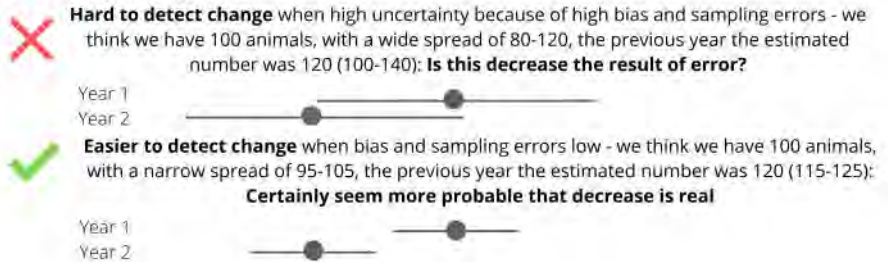 Hard to detect change when high uncertainty because of high bias and sampling errors - we
think we have 100 animals, with a wide spread of 80-120, the previous year the estimated
number was 120 (100-140): Is this decrease the result of error?
Year 1
Year 2
Easier to detect change when bias and sampling errors low - we think we have 100 animals,
with a narrow spread of 95-105, the previous year the estimated number was 120 (115-125):
Certainly seem more probable that decrease is real
Year 1
Year 2